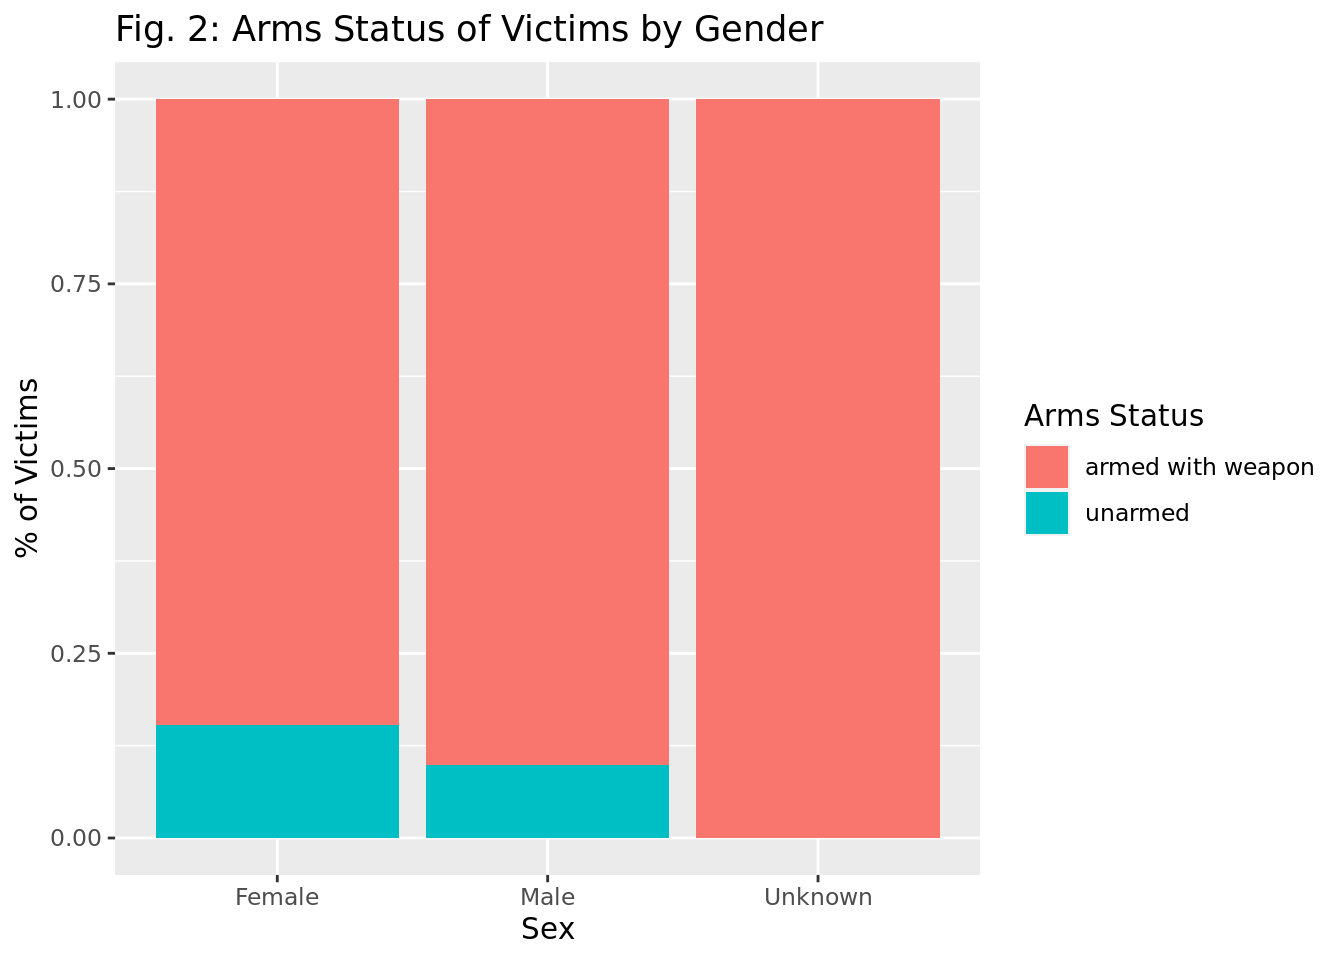 Fig. 2: Arms Status of Victims by Gender
1.00
0.75
0.50
0.25
0.00
% of Victims
Female
Male
Unknown
Sex
Arms Status
armed with weapon
unarmed